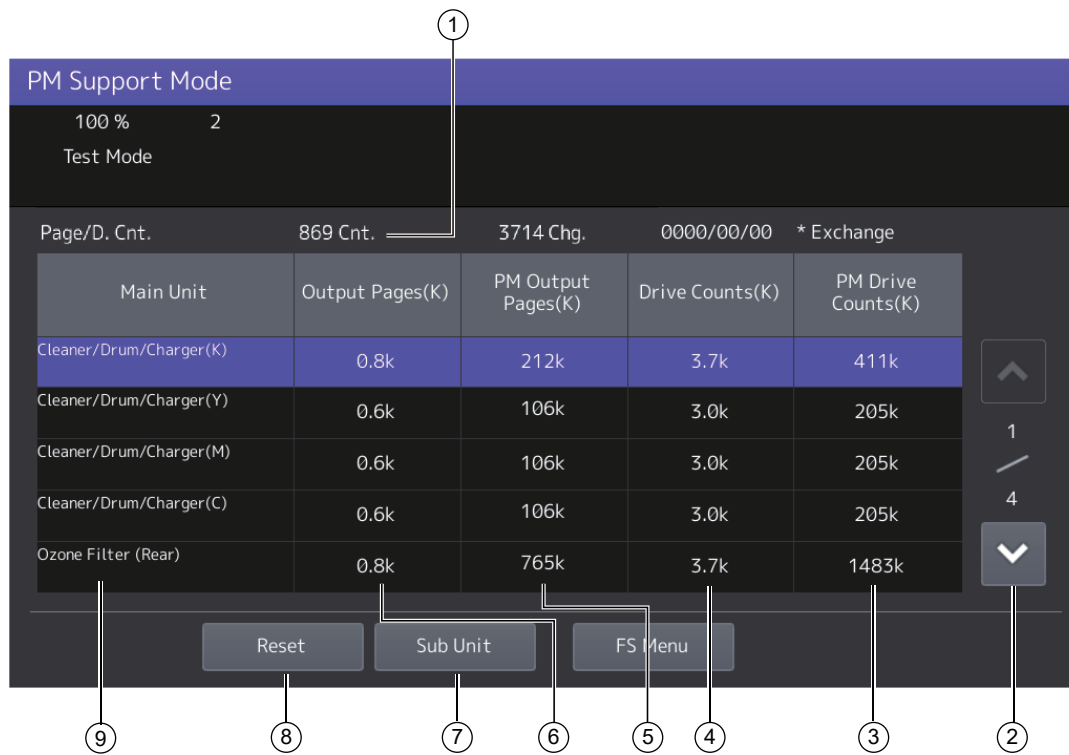 1
PM Support Mode
100 % 2
Test Mode
Page/D. Cnt. 869 Cnt. 3714 Chg. 0000/00/00 * Exchange
Main Unit Output Pages(K) PM Output Pages(K) Drive Counts(K) PM Drive Counts(K)
Cleaner/Drum/Charger(K) 0.8k 212k 3.7k 411k
Cleaner/Drum/Charger(Y) 0.6k 106k 3.0k 205k
Cleaner/Drum/Charger(M) 0.6k 106k 3.0k 205k
Cleaner/Drum/Charger(C) 0.6k 106k 3.0k 205k
Ozone Filter (Rear) 0.8k 765k 3.7k 1483k
1
4
Reset Sub Unit FS Menu
9 8 7 6 5 4 3 2